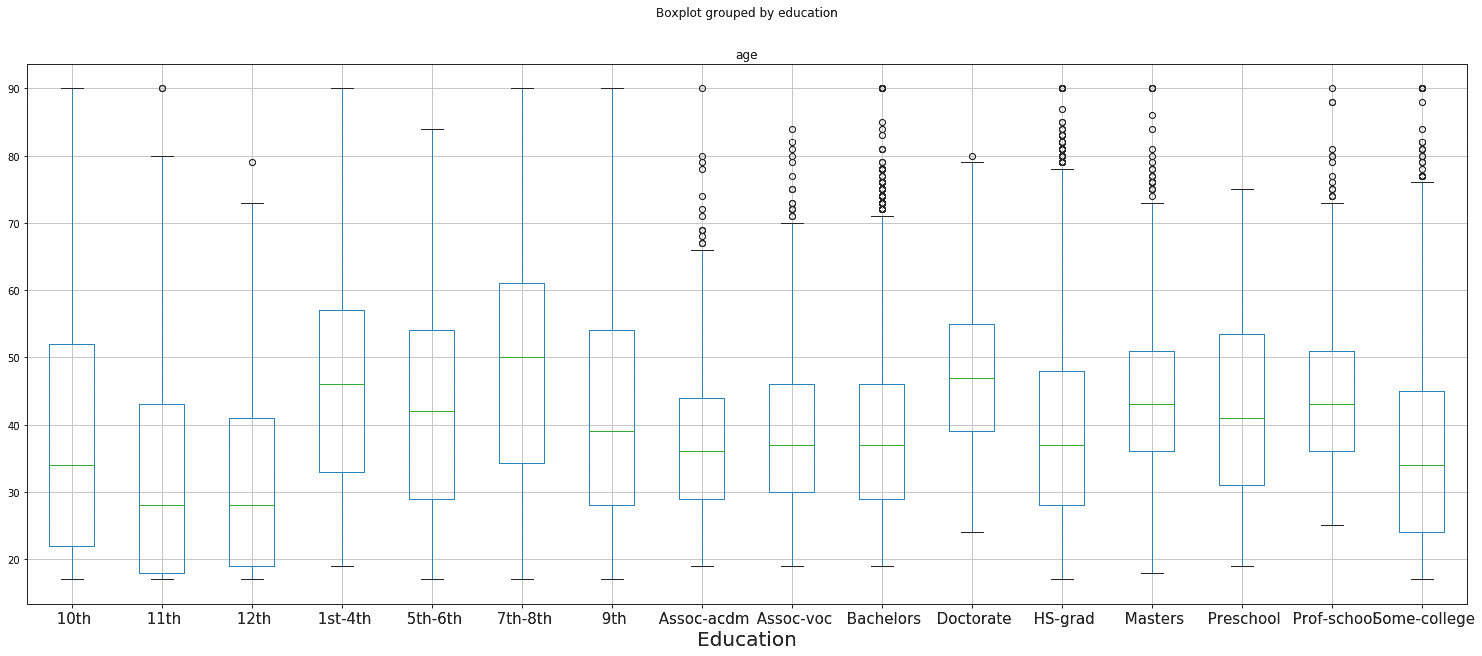 Boxplot grouped by education
age
90
80
70
60
50
40
30
20
10th 11th 12th 1st-4th 5th-6th 7th-8th 9th Assoc-acdm Assoc-voc Bachelors Doctorate HS-grad Masters Preschool Prof-school Some-college
Education